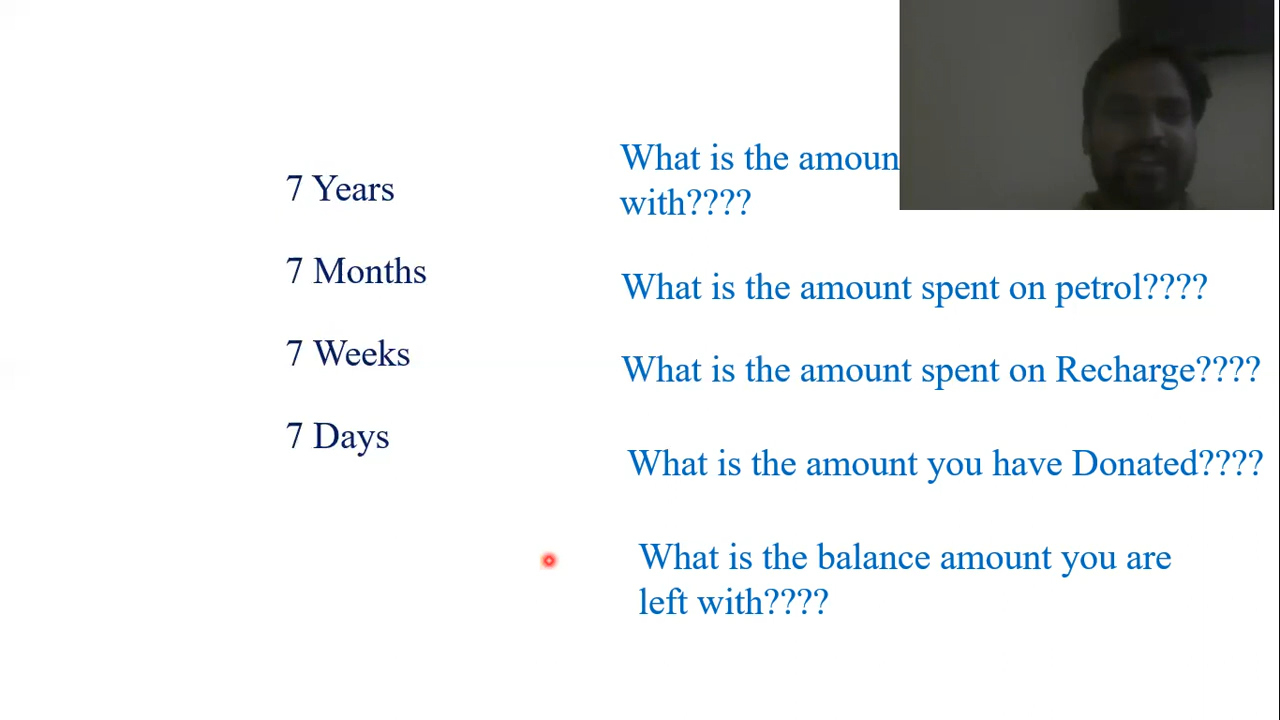 7 Years
7 Months
7 Weeks
7 Days
What is the
with????
What is the amount spent on petrol????
What is the amount spent on Recharge????
What is the amount you have Donated????
What is the balance amount you are
left with????